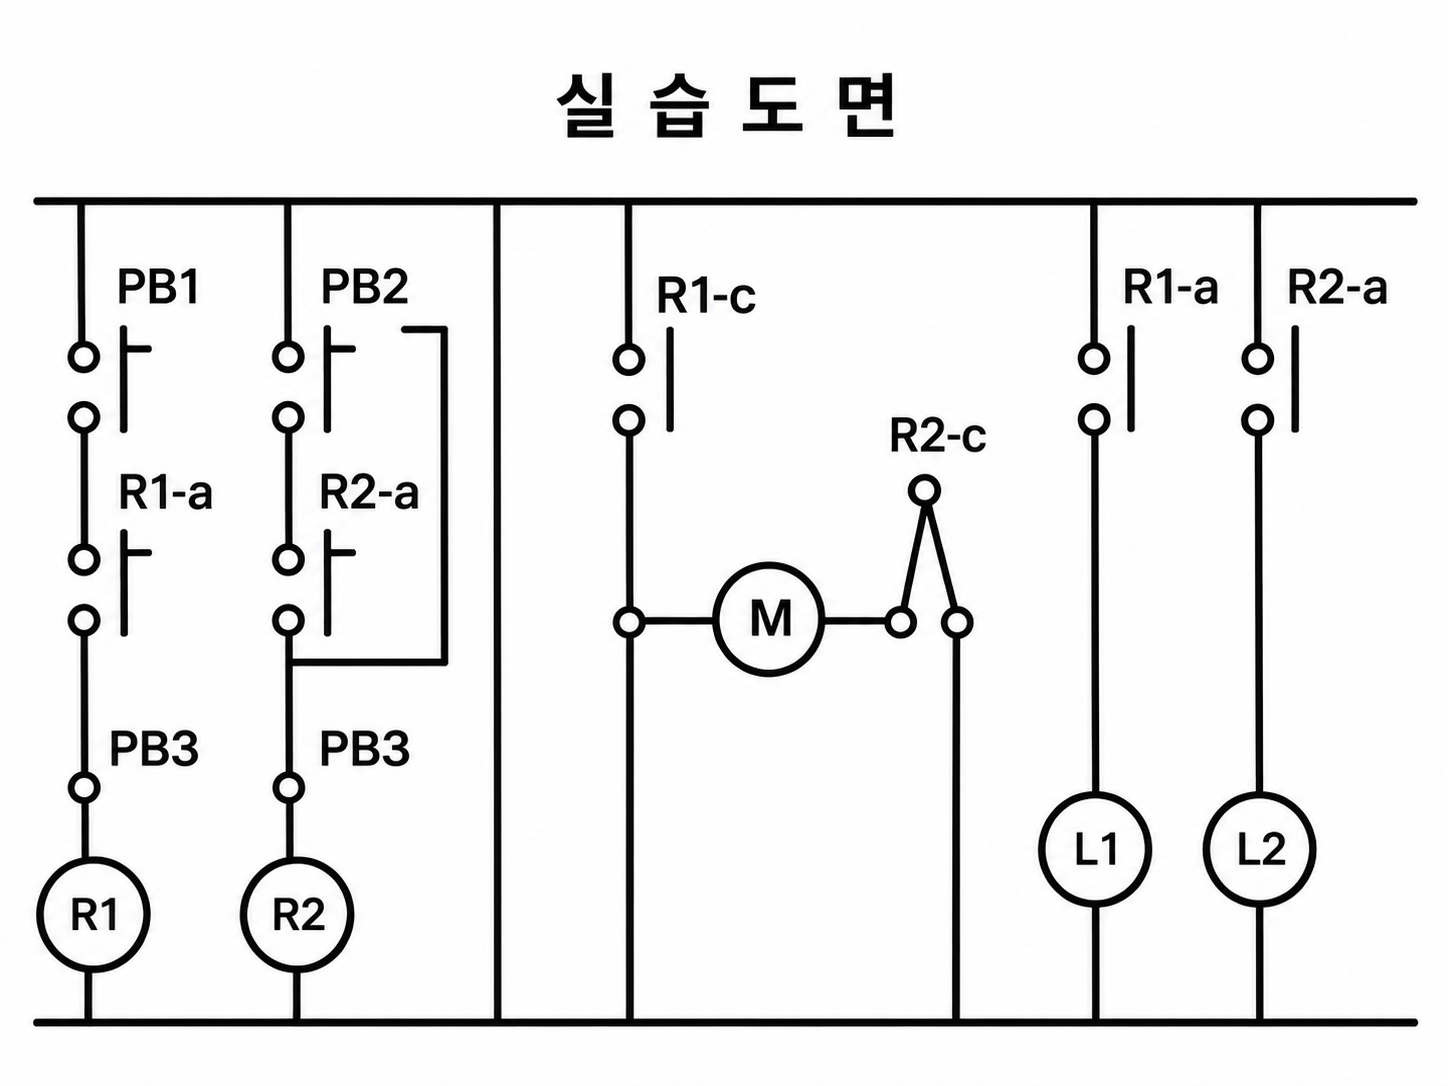 실습도면
PB1
PB2
R1-c
R1-a
R2-a
R2-c
R1-a
R2-a
M
PB3
PB3
L1
L2
R1
R2